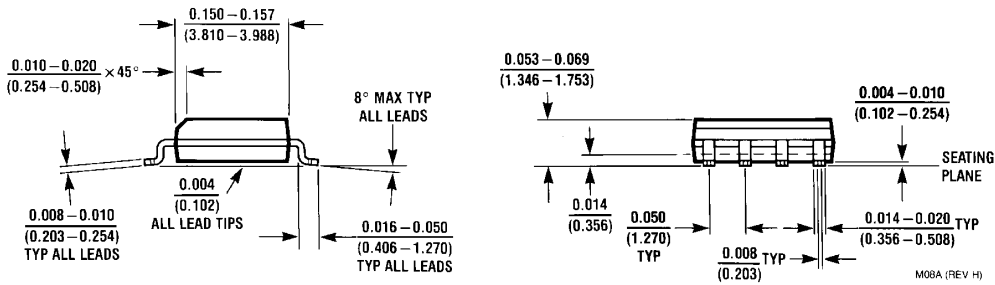 0.150 – 0.157
(3.810 – 3.988)
0.010 – 0.020 ×45°
(0.254 – 0.508)
8° MAX TYP
ALL LEADS
0.004
(0.102)
ALL LEAD TIPS
0.008 – 0.010
(0.203 – 0.254)
TYP ALL LEADS
0.016 – 0.050
(0.406 – 1.270)
TYP ALL LEADS
0.053 – 0.069
(1.346 – 1.753)
0.004 – 0.010
(0.102 – 0.254)
SEATING
PLANE
0.014
(0.356)
0.050
(1.270)
TYP
0.014 – 0.020 TYP
(0.356 – 0.508)
0.008 TYP
(0.203)
M08A (REV H)